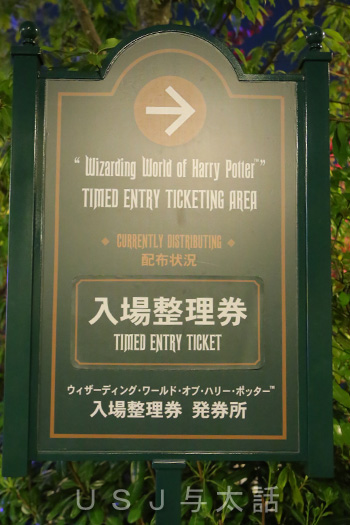 "Wizarding World of Harry Potter™"
TIMED ENTRY TICKETING AREA
CURRENTLY DISTRIBUTING
配布状況
入場整理券
TIMED ENTRY TICKET
ウィザーディング・ワールド・オブ・ハリー・ポッター™
入場整理券 発券所
USJ与太話